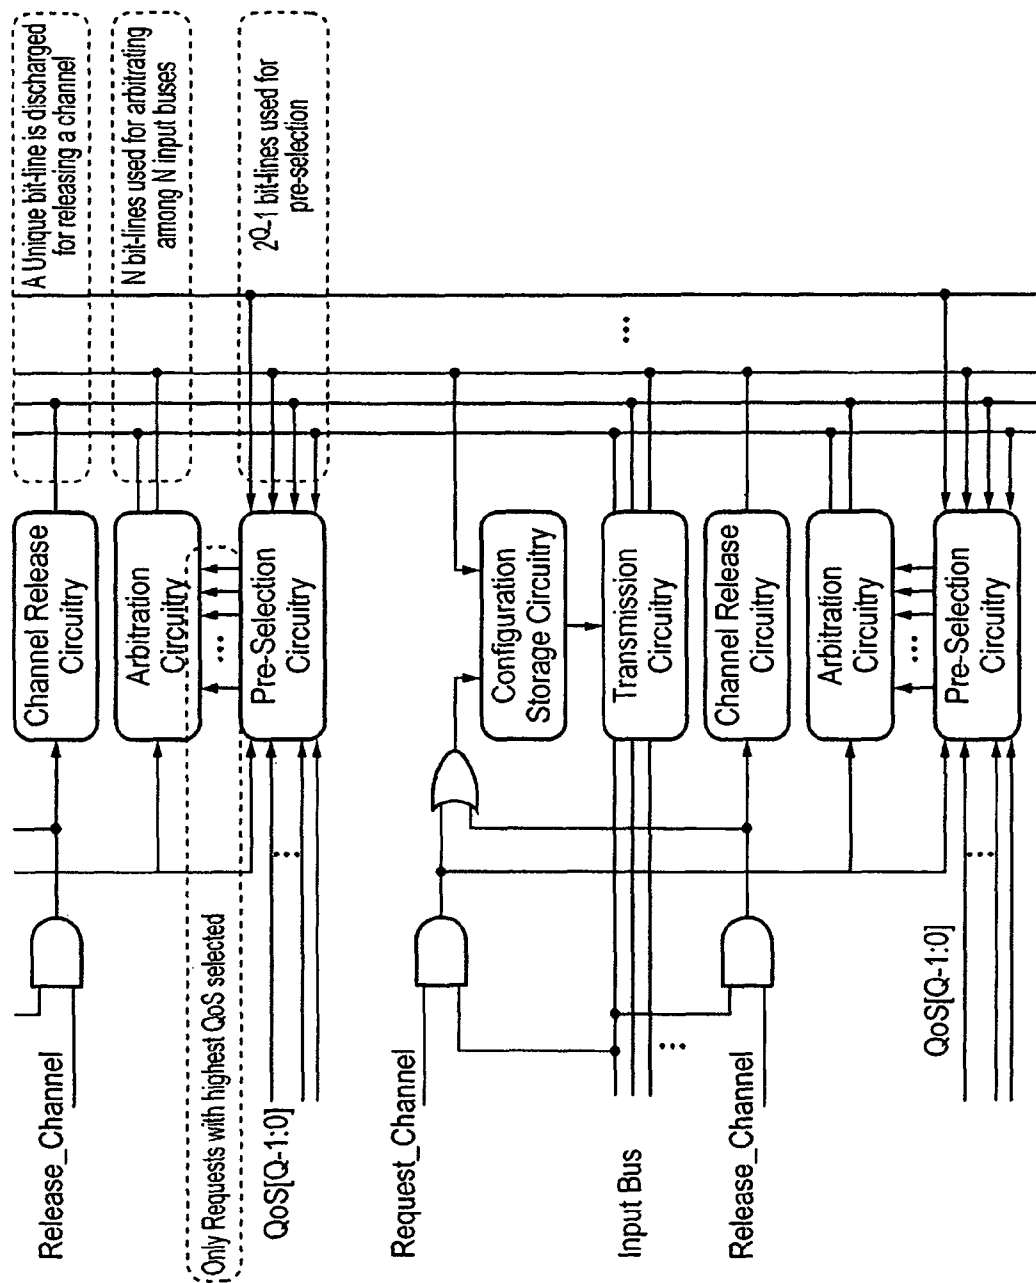 A Unique bit-line is discharged
for releasing a channel
N bit-lines used for arbitrating
among N input buses
2Q-1 bit-lines used for
pre-selection
Channel Release
Circuitry
Arbitration
Circuitry
Pre-Selection
Circuitry
Release_Channel
Only Requests with highest QoS selected
QoS[Q-1:0]
Configuration
Storage Circuitry
Transmission
Circuitry
Channel Release
Circuitry
Arbitration
Circuitry
Pre-Selection
Circuitry
Request_Channel
Input Bus
Release_Channel
QoS[Q-1:0]